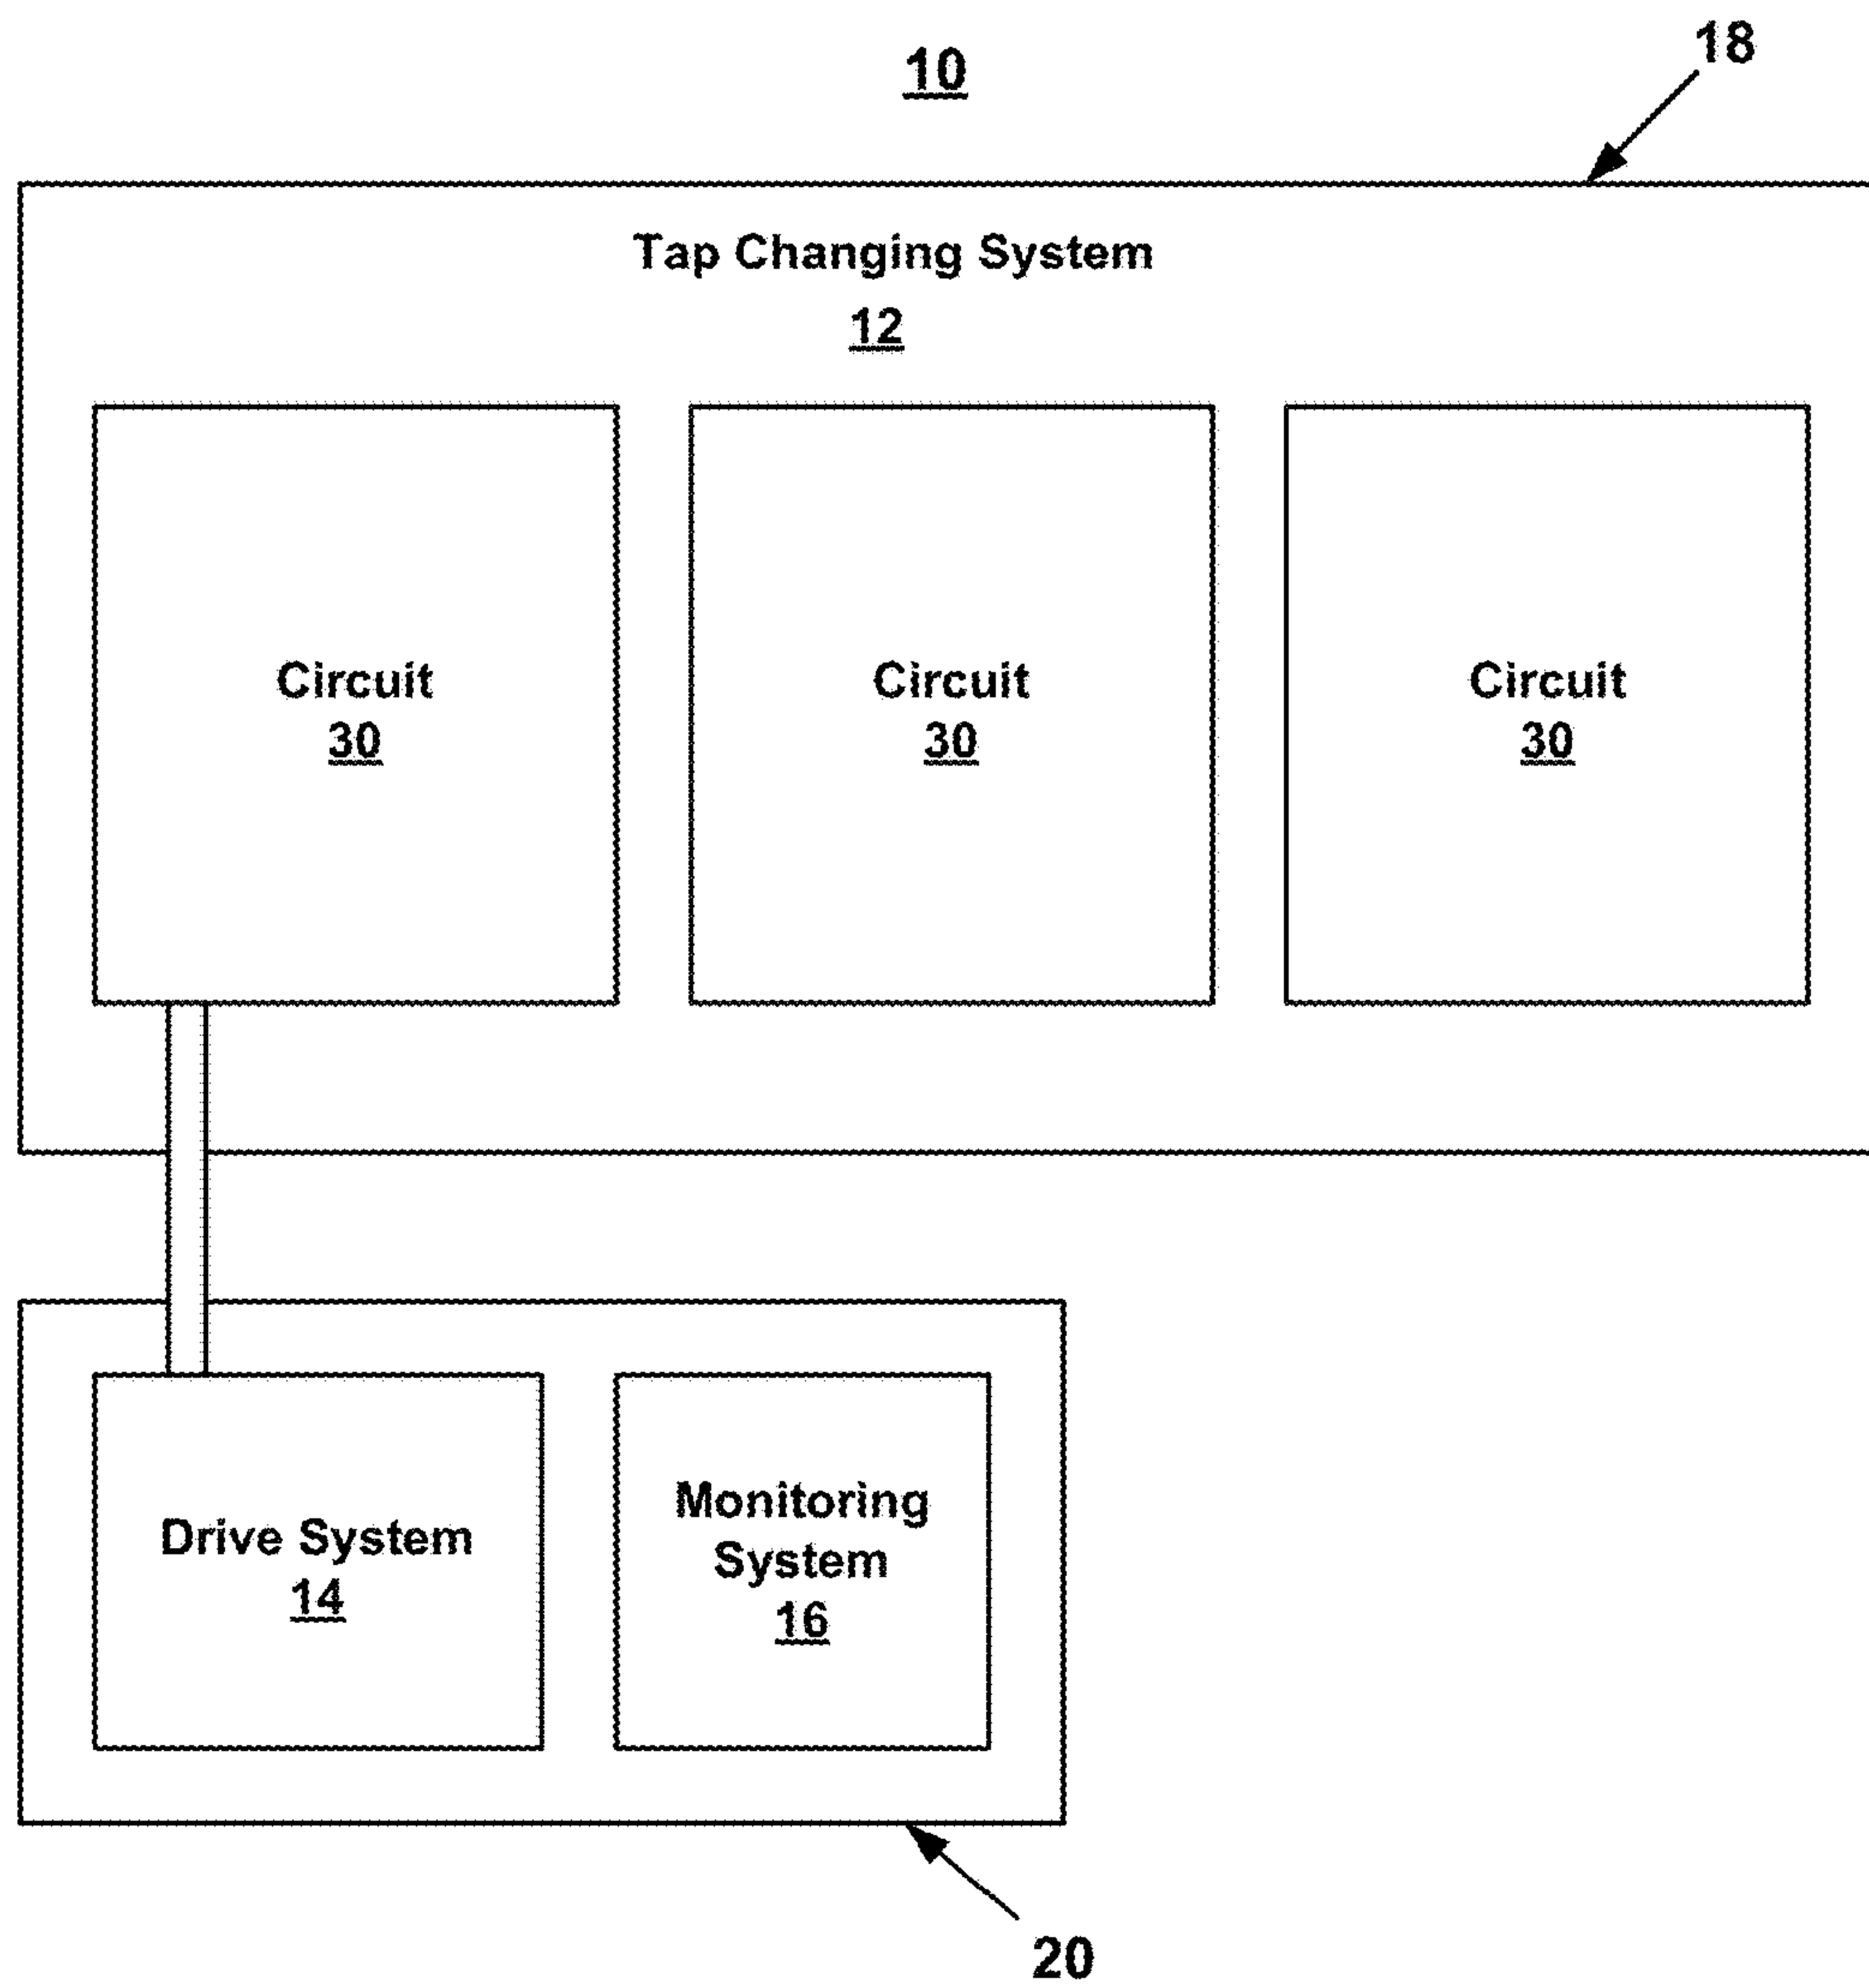 10
18
Tap Changing System
12
Circuit
30
Circuit
30
Circuit
30
Drive System
14
Monitoring
System
16
20